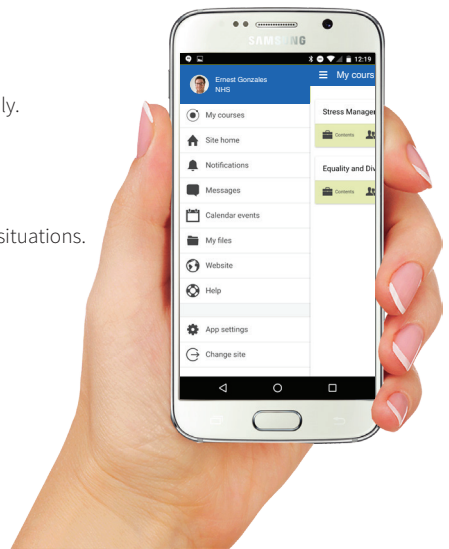 ly.
situations.
SAMSUNG
12:19
Ernest Gonzales
NHS
My cours
My courses
Site home
Notifications
Messages
Calendar events
My files
Website
Help
App settings
Change site
Stress Manager
Contents
Equality and Div
Contents